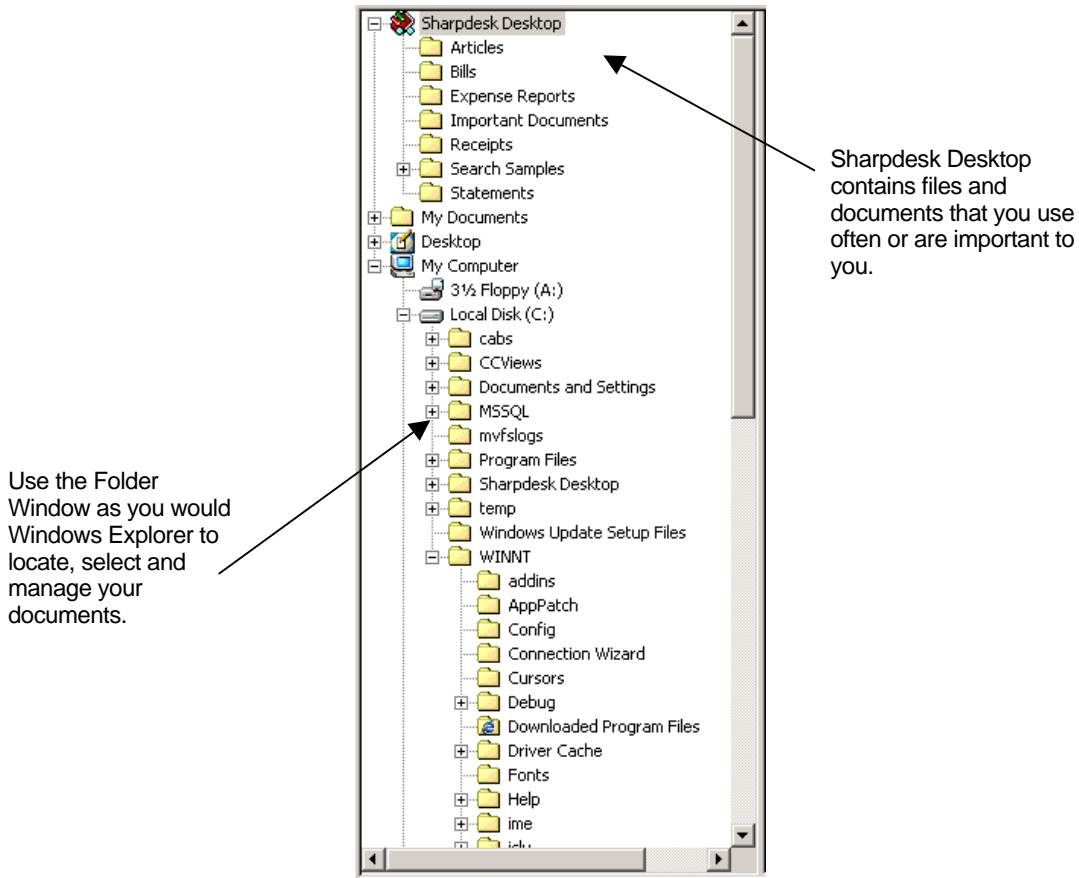 Sharpdesk Desktop
Articles
Bills
Expense Reports
Important Documents
Receipts
Search Samples
Statements
My Documents
Desktop
My Computer
3½ Floppy (A:)
Local Disk (C:)
cabs
CCViews
Documents and Settings
MSSQL
mvfslogs
Program Files
Sharpdesk Desktop
temp
Windows Update Setup Files
WINNT
addins
AppPatch
Config
Connection Wizard
Cursors
Debug
Downloaded Program Files
Driver Cache
Fonts
Help
ime
Sharpdesk Desktop
contains files and
documents that you use
often or are important to
you.
Use the Folder
Window as you would
Windows Explorer to
locate, select and
manage your
documents.